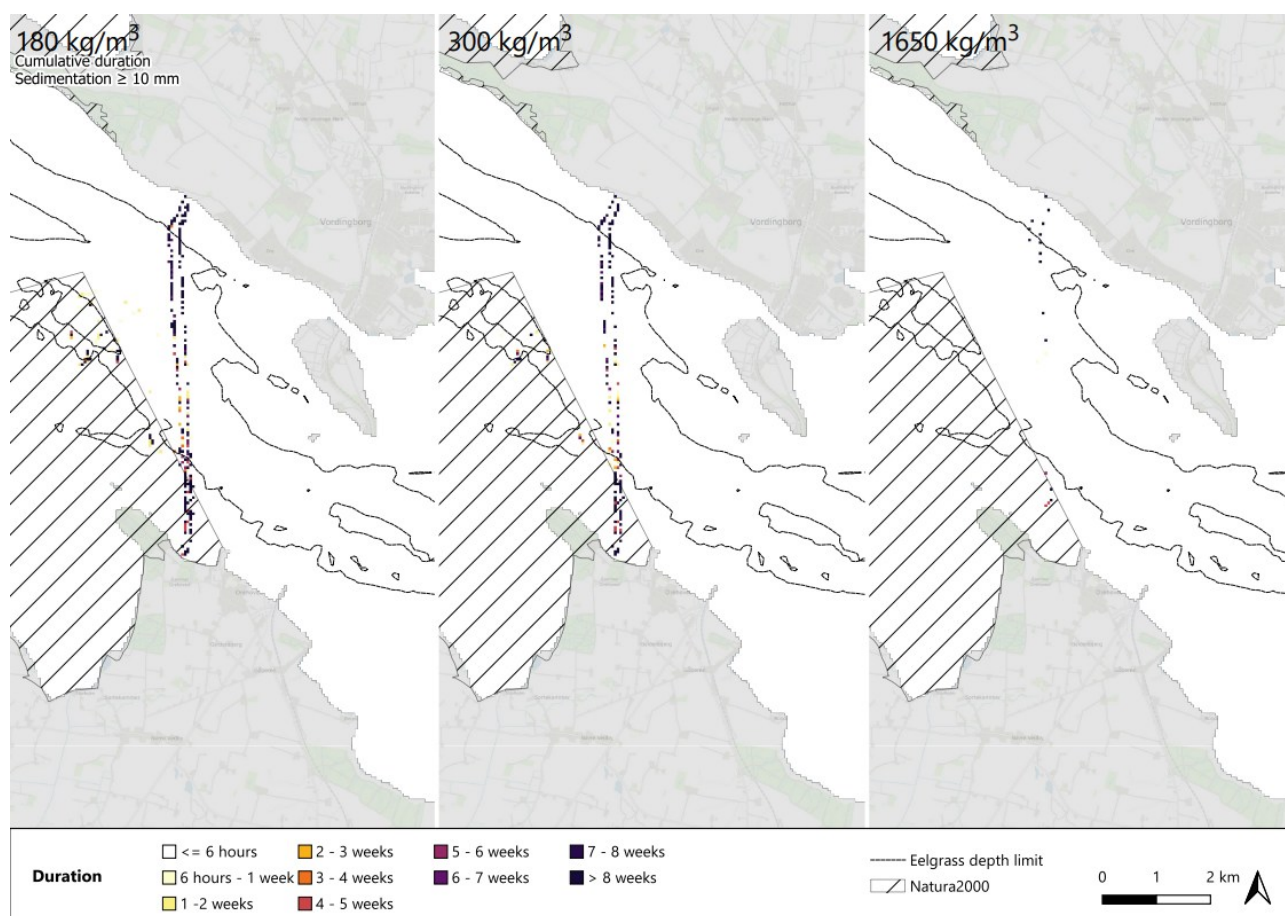 180 kg/m³
Cumulative duration
Sedimentation ≥ 10 mm
300 kg/m³
1650 kg/m³
Vordingborg
Vordingborg
Vordingborg
Duration
<= 6 hours
6 hours - 1 week
1 -2 weeks
2 - 3 weeks
3 - 4 weeks
4 - 5 weeks
5 - 6 weeks
6 - 7 weeks
7 - 8 weeks
> 8 weeks
Eelgrass depth limit
Natura2000
0 1 2 km